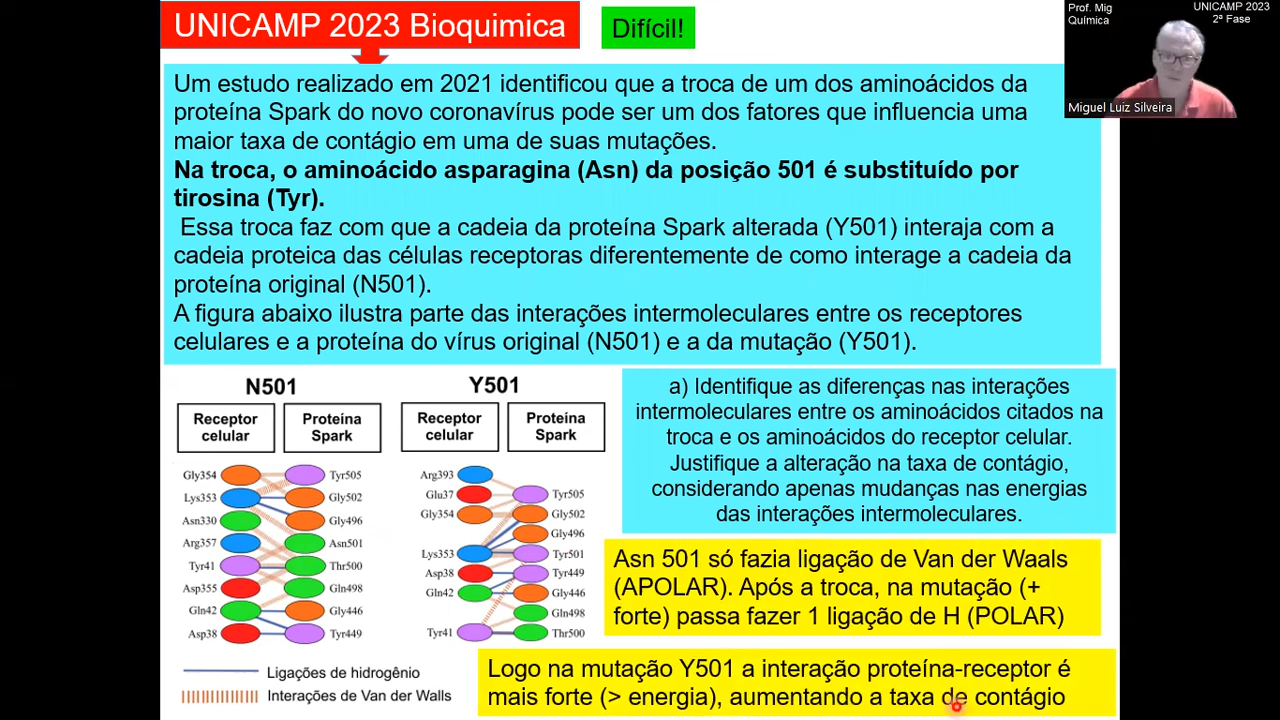 UNICAMP 2023 Bioquimica
Difícil!
Prof. Mig
Química
UNICAMP 2023
2ª Fase
Miguel Luiz Silveira
Um estudo realizado em 2021 identificou que a troca de um dos aminoácidos da
proteína Spark do novo coronavírus pode ser um dos fatores que influencia uma
maior taxa de contágio em uma de suas mutações.
Na troca, o aminoácido asparagina (Asn) da posição 501 é substituído por
tirosina (Tyr).
Essa troca faz com que a cadeia da proteína Spark alterada (Y501) interaja com a
cadeia proteica das células receptoras diferentemente de como interage a cadeia da
proteína original (N501).
A figura abaixo ilustra parte das interações intermoleculares entre os receptores
celulares e a proteína do vírus original (N501) e a da mutação (Y501).
N501
Receptor
celular
Proteína
Spark
Gly354
Tyr505
Lys353
Gly502
Asn330
Gly496
Arg357
Asn501
Tyr41
Thr500
Asp355
Gln498
Gln42
Gly446
Asp38
Tyr449
Y501
Receptor
celular
Proteína
Spark
Arg393
Glu37
Tyr505
Gly354
Gly502
Gly496
Lys353
Tyr501
Asp38
Tyr449
Gln42
Gly446
Gln498
Tyr41
Thr500
Ligações de hidrogênio
Interações de Van der Walls
a) Identifique as diferenças nas interações
intermoleculares entre os aminoácidos citados na
troca e os aminoácidos do receptor celular.
Justifique a alteração na taxa de contágio,
considerando apenas mudanças nas energias
das interações intermoleculares.
Asn 501 só fazia ligação de Van der Waals
(APOLAR). Após a troca, na mutação (+
forte) passa fazer 1 ligação de H (POLAR)
Logo na mutação Y501 a interação proteína-receptor é
mais forte (> energia), aumentando a taxa de contágio